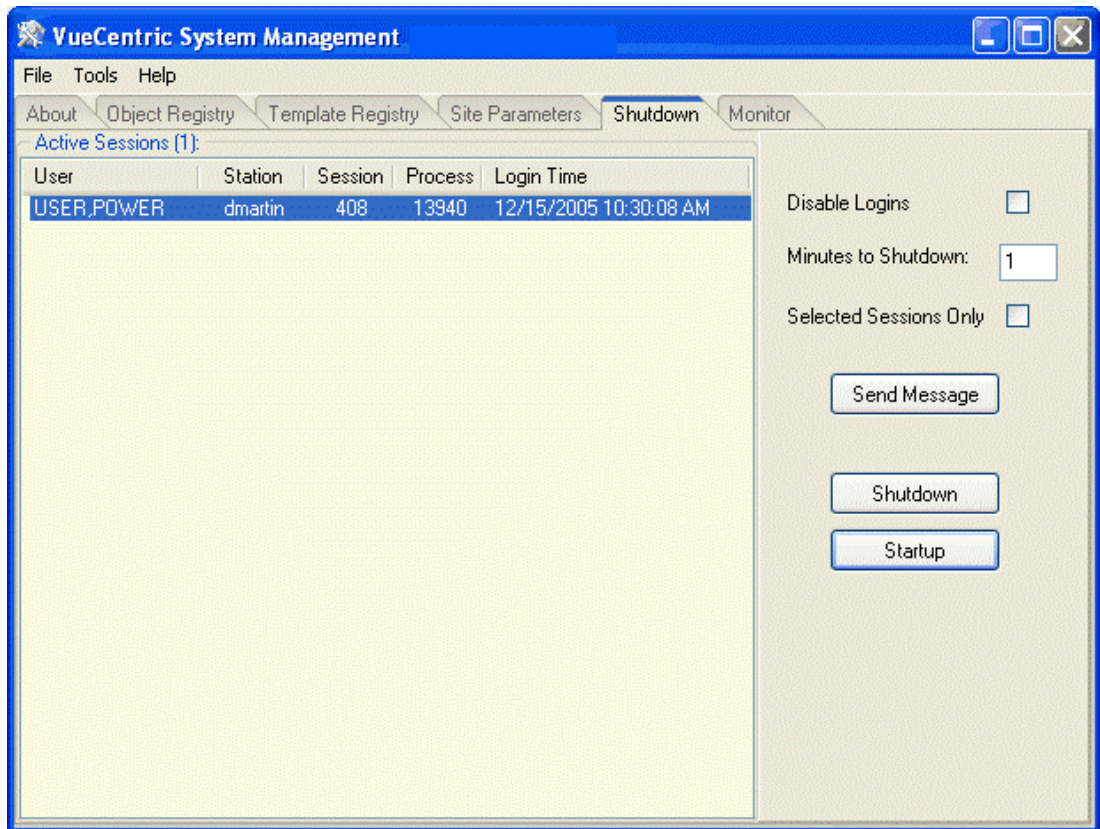 VueCentric System Management
File Tools Help
About Object Registry Template Registry Site Parameters Shutdown Monitor
Active Sessions (1):
User Station Session Process Login Time
USER,POWER dmartin 408 13940 12/15/2005 10:30:08 AM
Disable Logins
Minutes to Shutdown: 1
Selected Sessions Only
Send Message
Shutdown
Startup